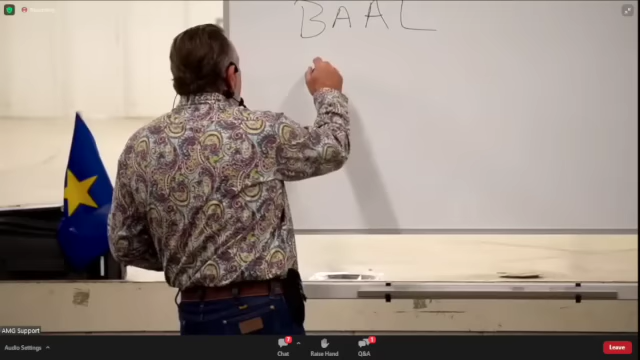 BAAL
AMG Support
Audio Settings
Chat
Raise Hand
Q&A
Leave